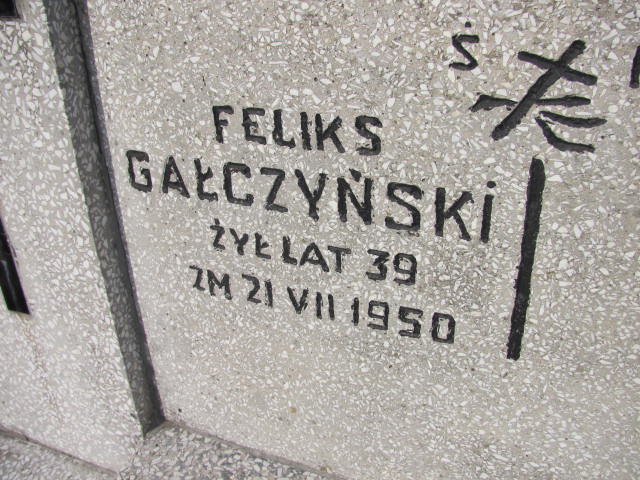 Ś
FELIKS
GAŁCZYŃSKi
ŻYŁ LAT 39
ZM 21 VII 1950